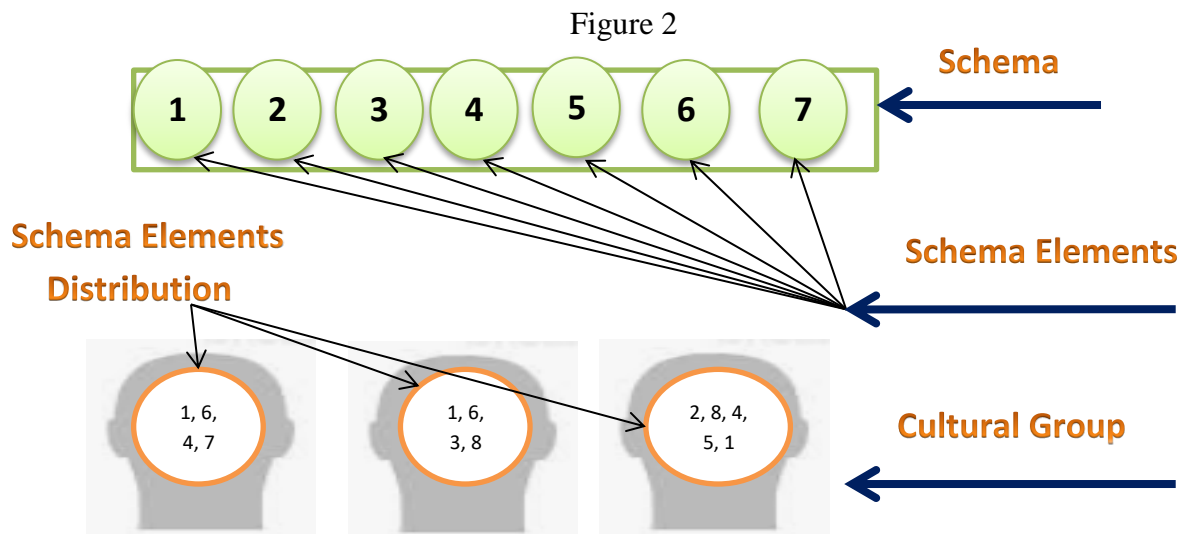 Figure 2
Schema
1 2 3 4 5 6 7
Schema Elements
Distribution
Schema Elements
1, 6,
4, 7
1, 6,
3, 8
2, 8, 4,
5, 1
Cultural Group